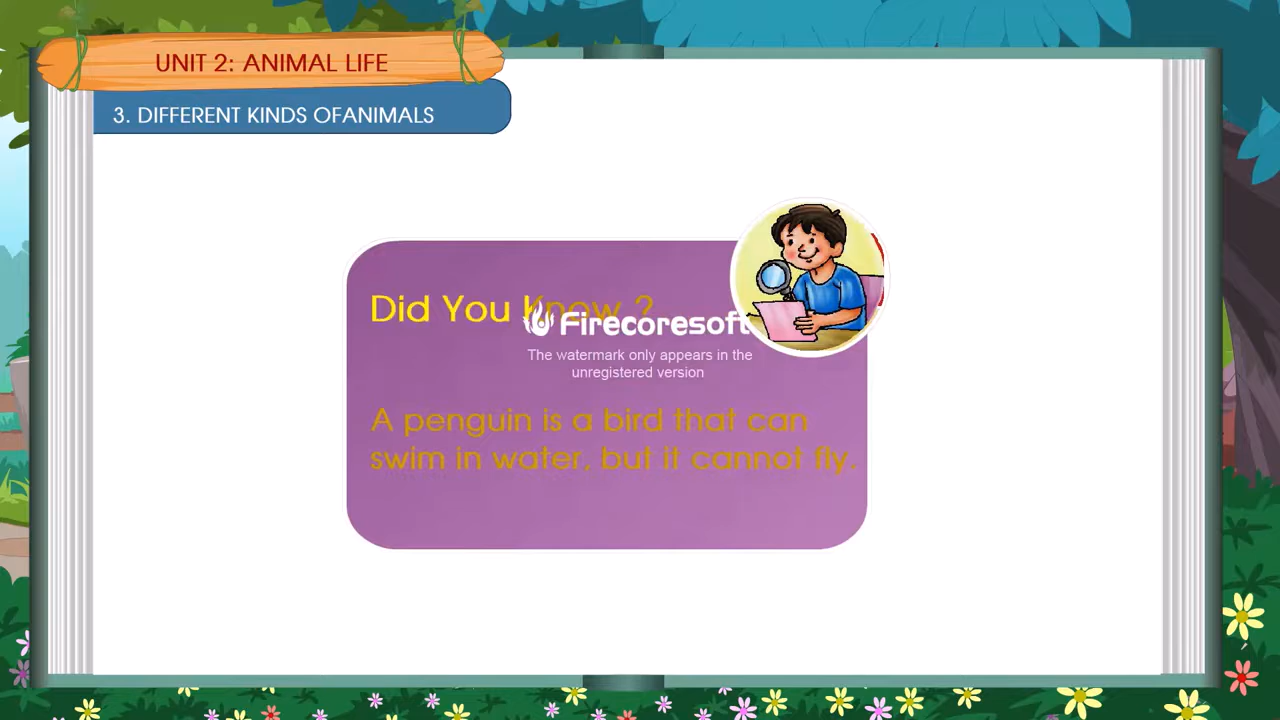 UNIT 2: ANIMAL LIFE
3. DIFFERENT KINDS OFANIMALS
Did You Know ?
Firecoresoft
The watermark only appears in the
unregistered version
A penguin is a bird that can
swim in water, but it cannot fly.